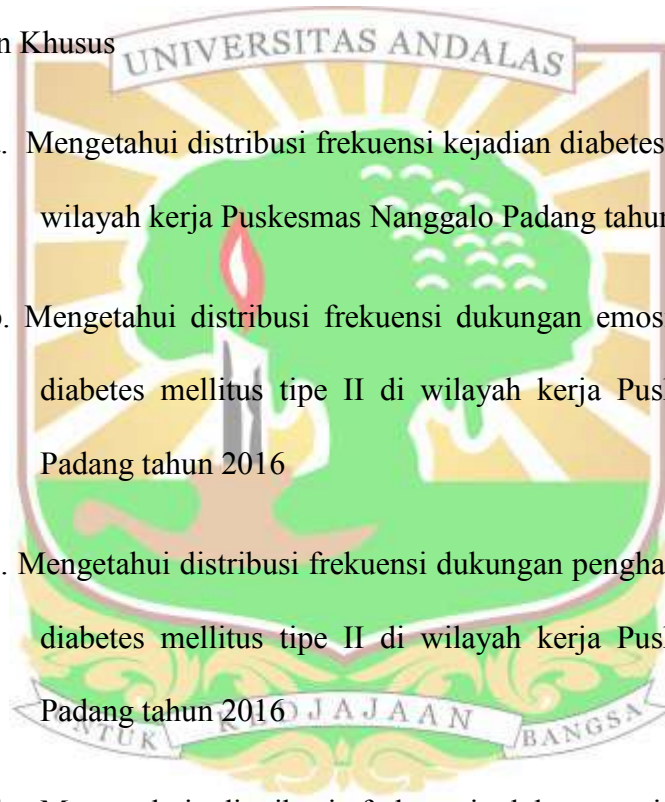 n Khusus
UNIVERSITAS ANDALAS
. Mengetahui distribusi frekuensi kejadian diabetes
wilayah kerja Puskesmas Nanggalo Padang tahun
. Mengetahui distribusi frekuensi dukungan emos
diabetes mellitus tipe II di wilayah kerja Pus
Padang tahun 2016
. Mengetahui distribusi frekuensi dukungan pengha
diabetes mellitus tipe II di wilayah kerja Pus
Padang tahun 2016
UNTUK KEDJAJAAN BANGSA